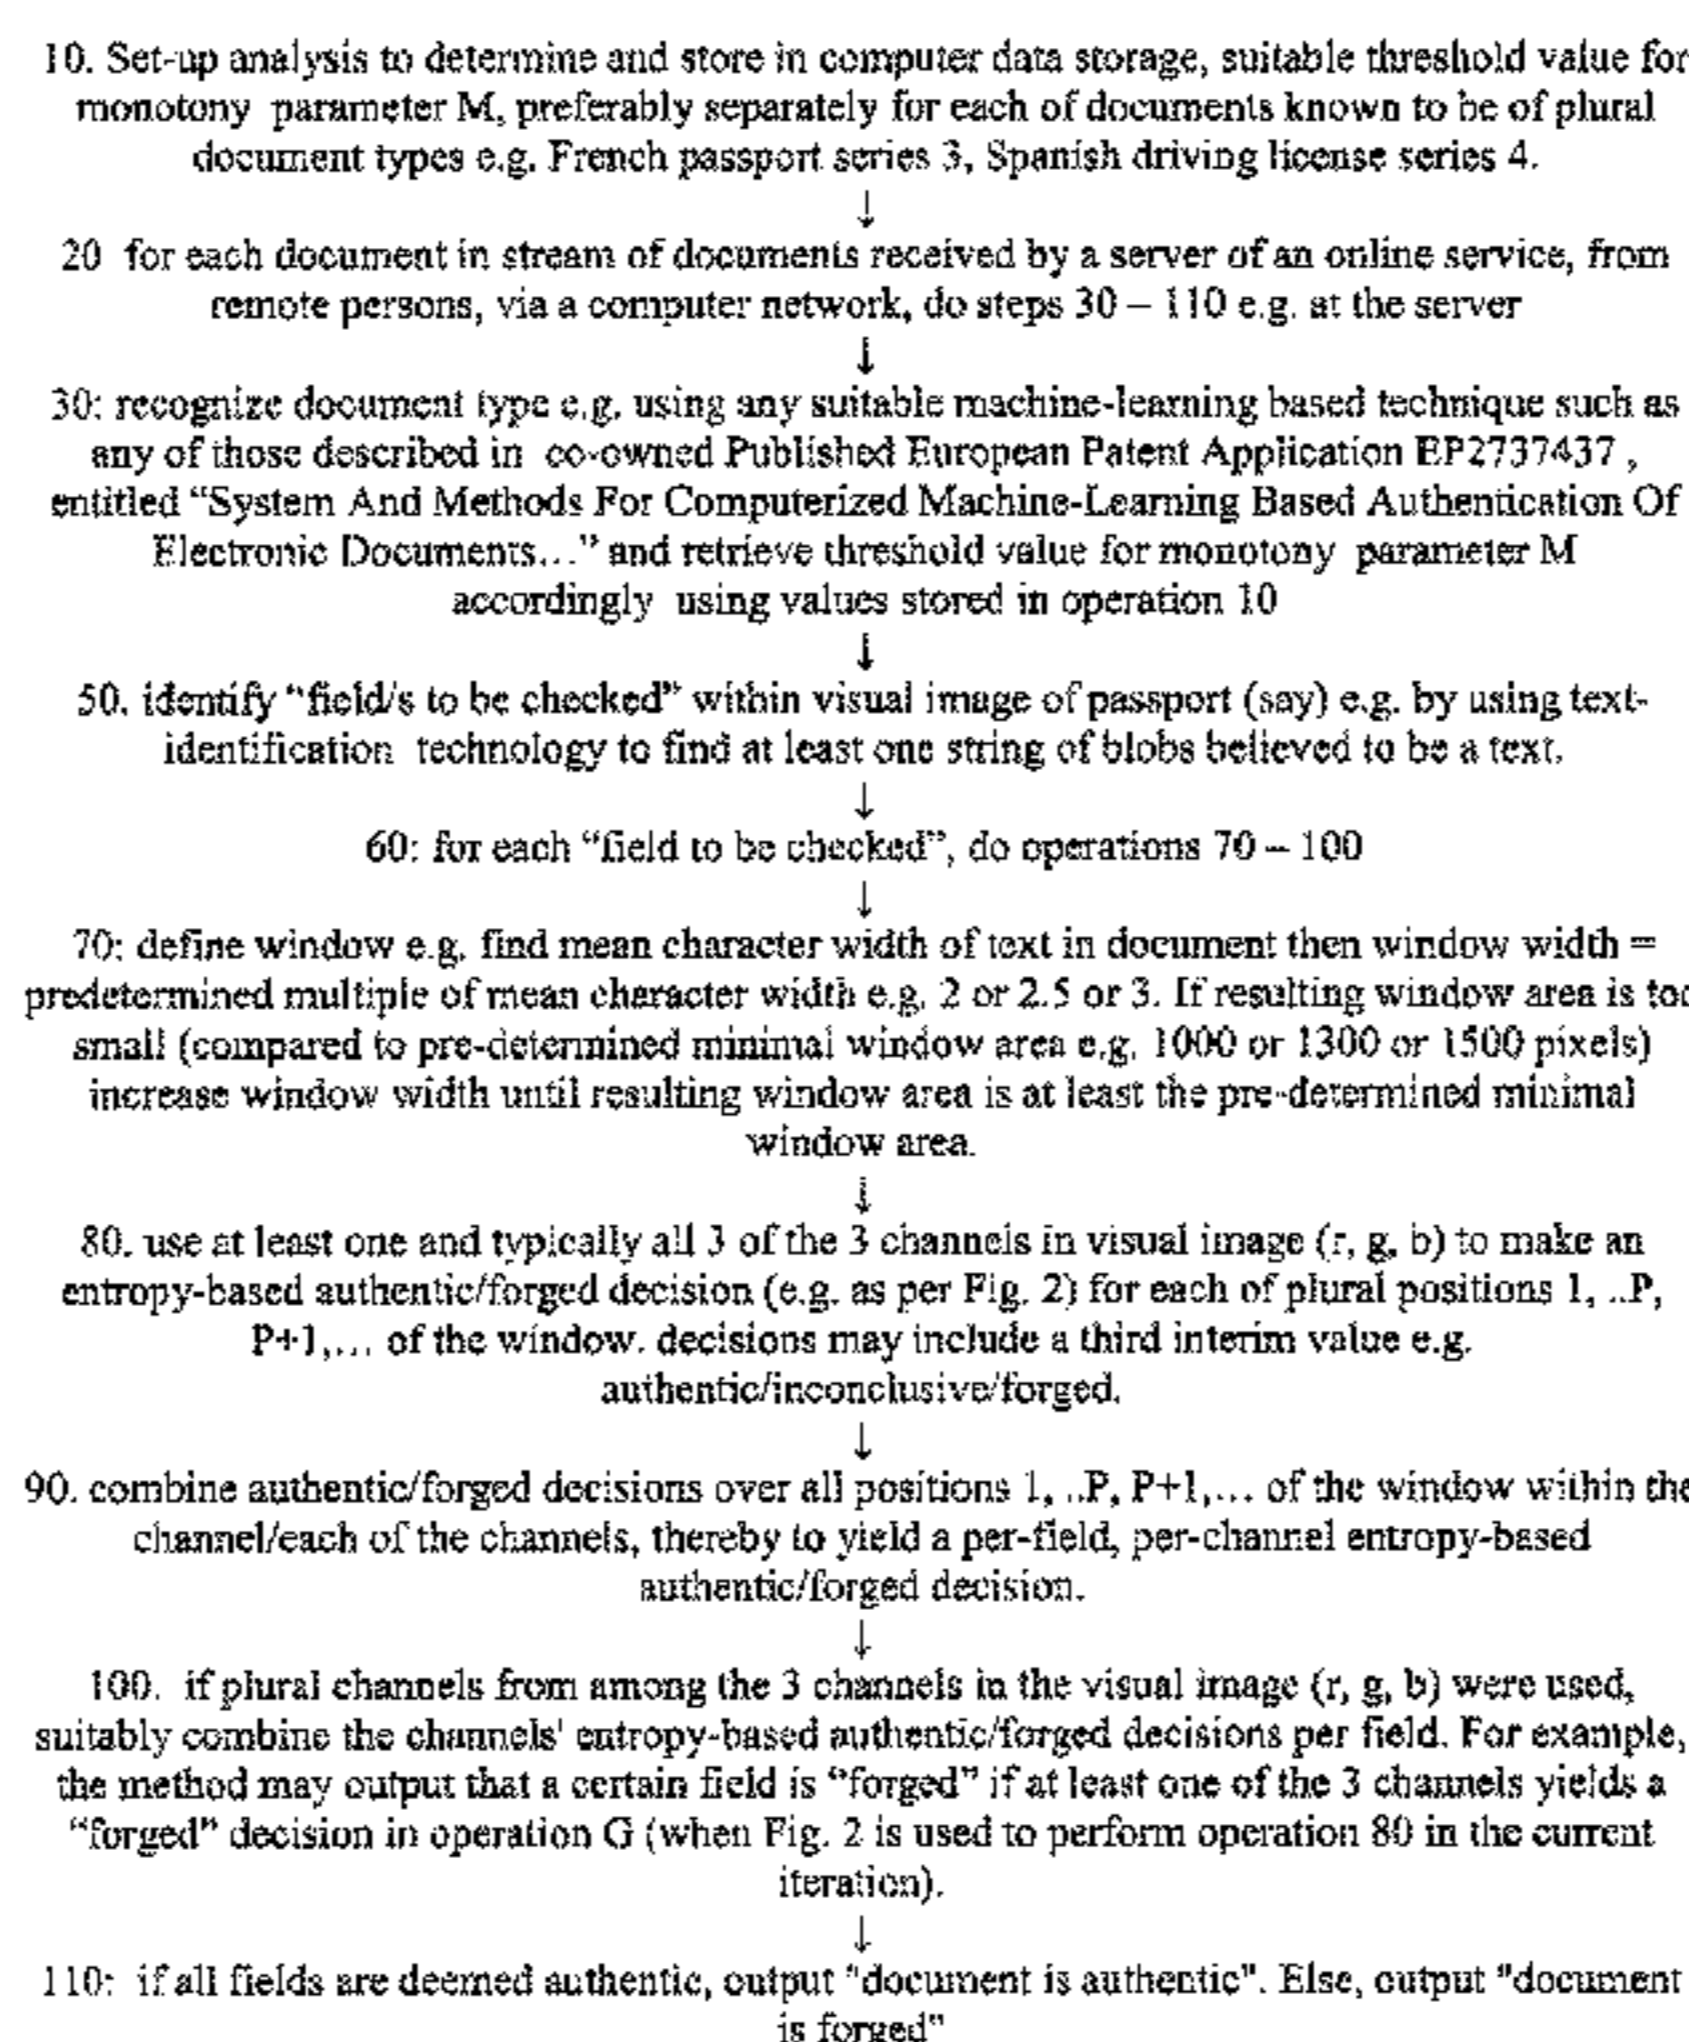 10. Set-up analysis to determine and store in computer data storage, suitable threshold value for
monotony parameter M, preferably separately for each of documents known to be of plural
document types e.g. French passport series 3, Spanish driving license series 4.
↓
20 for each document in stream of documents received by a server of an online service, from
remote persons, via a computer network, do steps 30 – 110 e.g. at the server
↓
30: recognize document type e.g. using any suitable machine-learning based technique such as
any of those described in co-owned Published European Patent Application EP2737437 ,
entitled “System And Methods For Computerized Machine-Learning Based Authentication Of
Electronic Documents…” and retrieve threshold value for monotony parameter M
accordingly using values stored in operation 10
↓
50. identify “field/s to be checked” within visual image of passport (say) e.g. by using text-
identification technology to find at least one string of blobs believed to be a text.
↓
60: for each “field to be checked”, do operations 70 – 100
↓
70: define window e.g. find mean character width of text in document then window width =
predetermined multiple of mean character width e.g. 2 or 2.5 or 3. If resulting window area is too
small (compared to pre-determined minimal window area e.g. 1000 or 1300 or 1500 pixels)
increase window width until resulting window area is at least the pre-determined minimal
window area.
↓
80. use at least one and typically all 3 of the 3 channels in visual image (r, g, b) to make an
entropy-based authentic/forged decision (e.g. as per Fig. 2) for each of plural positions 1, ..P,
P+1,… of the window. decisions may include a third interim value e.g.
authentic/inconclusive/forged.
↓
90. combine authentic/forged decisions over all positions 1, ..P, P+1,… of the window within the
channel/each of the channels, thereby to yield a per-field, per-channel entropy-based
authentic/forged decision.
↓
100. if plural channels from among the 3 channels in the visual image (r, g, b) were used,
suitably combine the channels' entropy-based authentic/forged decisions per field. For example,
the method may output that a certain field is “forged” if at least one of the 3 channels yields a
“forged” decision in operation G (when Fig. 2 is used to perform operation 80 in the current
iteration).
↓
110: if all fields are deemed authentic, output "document is authentic". Else, output "document
is forged"